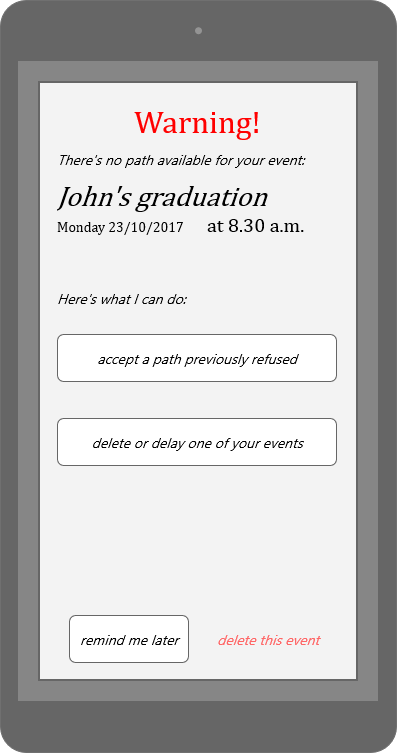 Warning!
There's no path available for your event:
John's graduation
Monday 23/10/2017 at 8.30 a.m.
Here's what I can do:
accept a path previously refused
delete or delay one of your events
remind me later delete this event